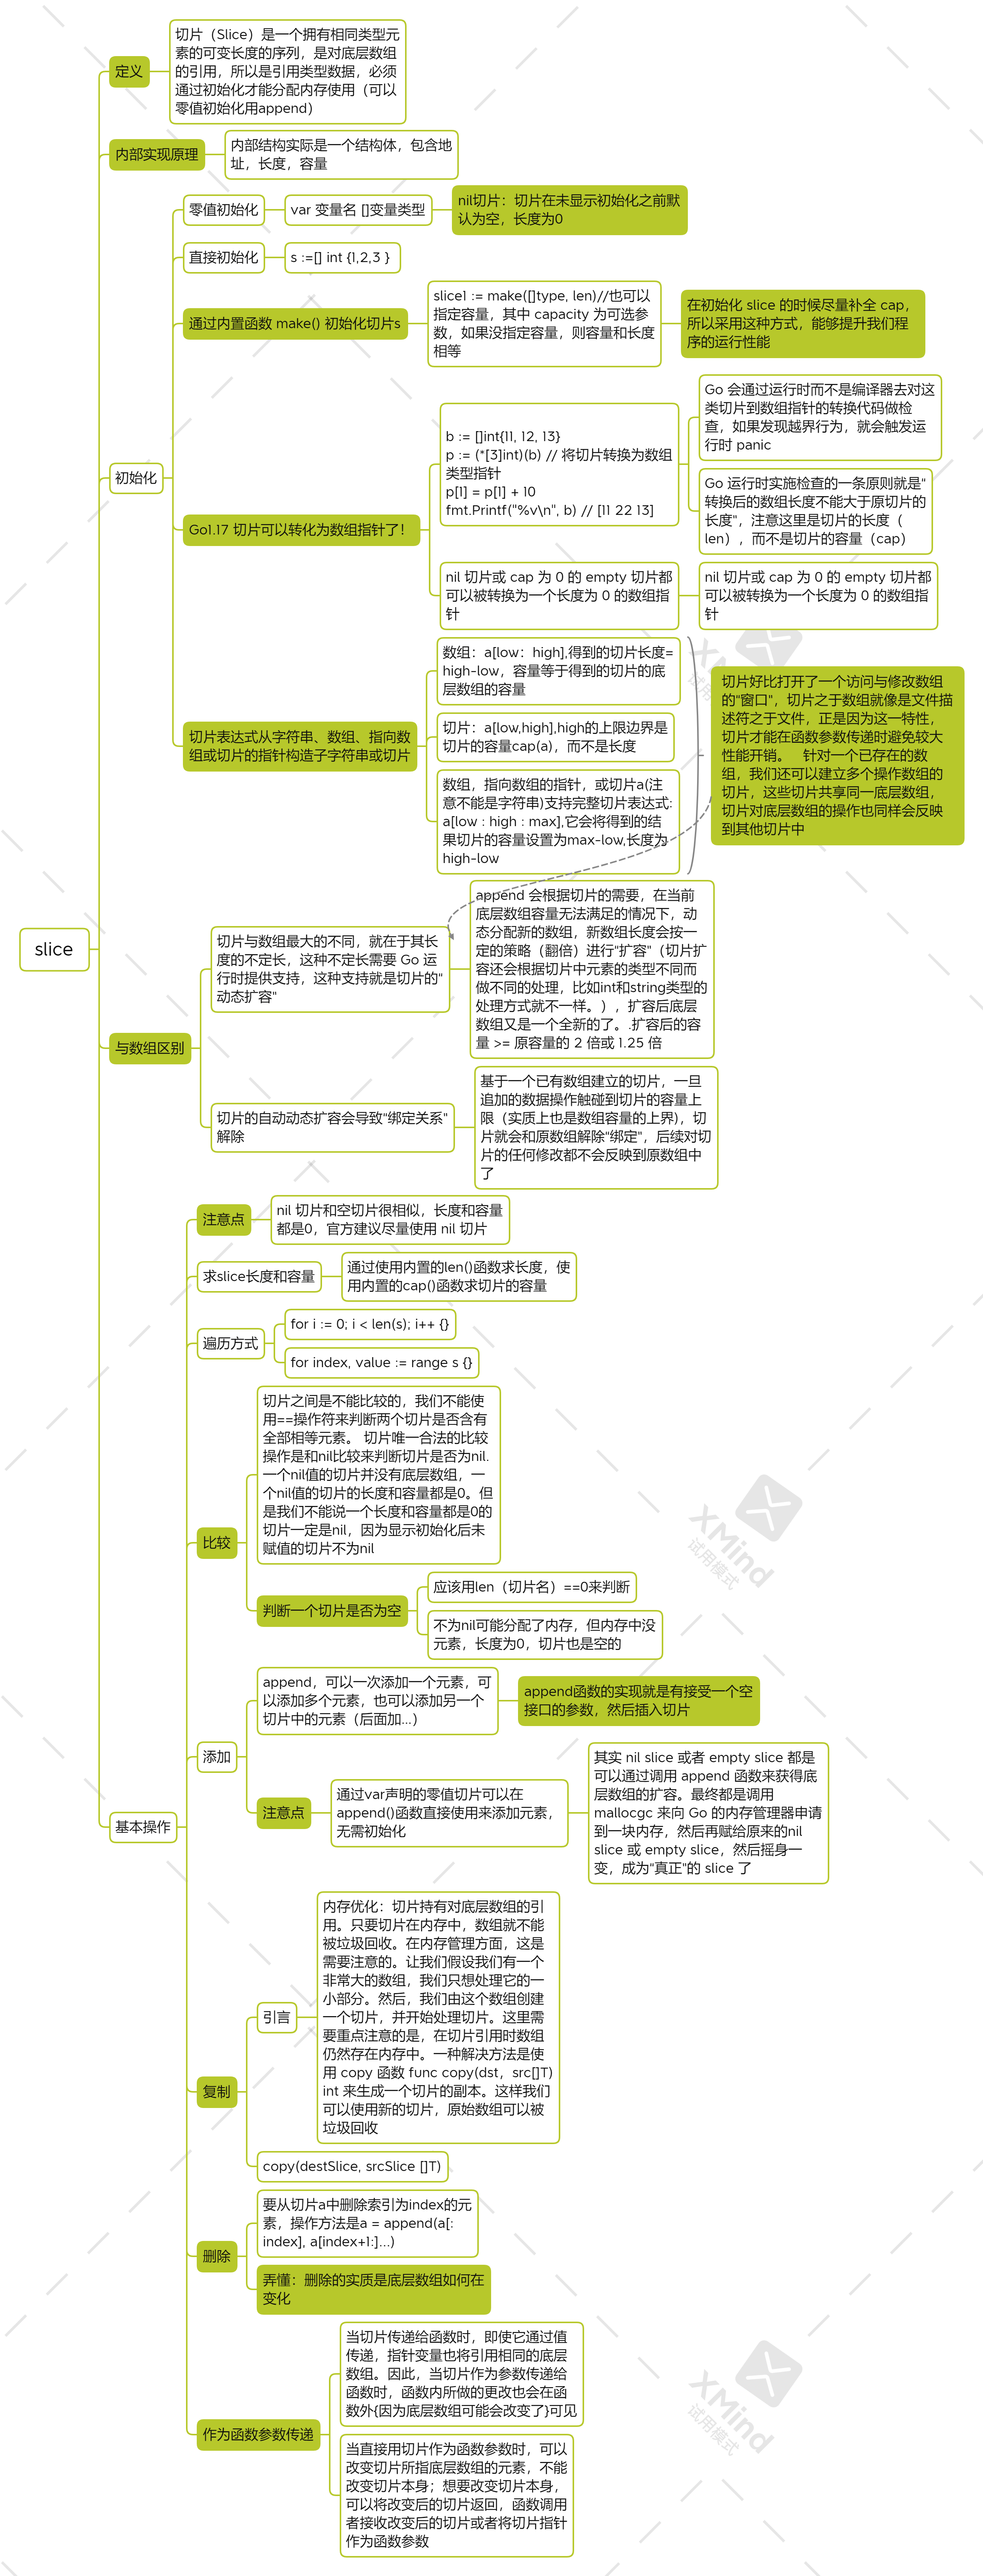 slice
定义
切片（Slice）是一个拥有相同类型元
素的可变长度的序列，是对底层数组
的引用，所以是引用类型数据，必须
通过初始化才能分配内存使用（可以
零值初始化用append）
内部实现原理
内部结构实际是一个结构体，包含地
址，长度，容量
初始化
零值初始化
var 变量名 []变量类型
nil切片：切片在未显示初始化之前默
认为空，长度为0
直接初始化
s :=[] int {1,2,3 }
通过内置函数 make() 初始化切片s
slice1 := make([]type, len)//也可以
指定容量，其中 capacity 为可选参
数，如果没指定容量，则容量和长度
相等
在初始化 slice 的时候尽量补全 cap，
所以采用这种方式，能够提升我们程
序的运行性能
Go1.17 切片可以转化为数组指针了！
b := []int{11, 12, 13}
p := (*[3]int)(b) // 将切片转换为数组
类型指针
p[1] = p[1] + 10
fmt.Printf("%v\n", b) // [11 22 13]
Go 会通过运行时而不是编译器去对这
类切片到数组指针的转换代码做检
查，如果发现越界行为，就会触发运
行时 panic
Go 运行时实施检查的一条原则就是"
转换后的数组长度不能大于原切片的
长度"，注意这里是切片的长度（
len），而不是切片的容量（cap）
nil 切片或 cap 为 0 的 empty 切片都
可以被转换为一个长度为 0 的数组指
针
nil 切片或 cap 为 0 的 empty 切片都
可以被转换为一个长度为 0 的数组指
针
切片表达式从字符串、数组、指向数
组或切片的指针构造子字符串或切片
数组：a[low：high],得到的切片长度=
high-low，容量等于得到的切片的底
层数组的容量
切片：a[low,high],high的上限边界是
切片的容量cap(a)，而不是长度
数组，指向数组的指针，或切片a(注
意不能是字符串)支持完整切片表达式:
a[low : high : max],它会将得到的结
果切片的容量设置为max-low,长度为
high-low
切片好比打开了一个访问与修改数组
的"窗口"，切片之于数组就像是文件描
述符之于文件，正是因为这一特性，
切片才能在函数参数传递时避免较大
性能开销。   针对一个已存在的数
组，我们还可以建立多个操作数组的
切片，这些切片共享同一底层数组，
切片对底层数组的操作也同样会反映
到其他切片中
与数组区别
切片与数组最大的不同，就在于其长
度的不定长，这种不定长需要 Go 运
行时提供支持，这种支持就是切片的"
动态扩容"
append 会根据切片的需要，在当前
底层数组容量无法满足的情况下，动
态分配新的数组，新数组长度会按一
定的策略（翻倍）进行"扩容"（切片扩
容还会根据切片中元素的类型不同而
做不同的处理，比如int和string类型的
处理方式就不一样。），扩容后底层
数组又是一个全新的了。.扩容后的容
量 >= 原容量的 2 倍或 1.25 倍
切片的自动动态扩容会导致"绑定关系"
解除
基于一个已有数组建立的切片，一旦
追加的数据操作触碰到切片的容量上
限（实质上也是数组容量的上界)，切
片就会和原数组解除"绑定"，后续对切
片的任何修改都不会反映到原数组中
了
基本操作
注意点
nil 切片和空切片很相似，长度和容量
都是0，官方建议尽量使用 nil 切片
求slice长度和容量
通过使用内置的len()函数求长度，使
用内置的cap()函数求切片的容量
遍历方式
for i := 0; i < len(s); i++ {}
for index, value := range s {}
比较
切片之间是不能比较的，我们不能使
用==操作符来判断两个切片是否含有
全部相等元素。 切片唯一合法的比较
操作是和nil比较来判断切片是否为nil.
一个nil值的切片并没有底层数组，一
个nil值的切片的长度和容量都是0。但
是我们不能说一个长度和容量都是0的
切片一定是nil，因为显示初始化后未
赋值的切片不为nil
判断一个切片是否为空
应该用len（切片名）==0来判断
不为nil可能分配了内存，但内存中没
元素，长度为0，切片也是空的
添加
append，可以一次添加一个元素，可
以添加多个元素，也可以添加另一个
切片中的元素（后面加…）
append函数的实现就是有接受一个空
接口的参数，然后插入切片
注意点
通过var声明的零值切片可以在
append()函数直接使用来添加元素，
无需初始化
其实 nil slice 或者 empty slice 都是
可以通过调用 append 函数来获得底
层数组的扩容。最终都是调用
mallocgc 来向 Go 的内存管理器申请
到一块内存，然后再赋给原来的nil
slice 或 empty slice，然后摇身一
变，成为"真正"的 slice 了
复制
引言
内存优化：切片持有对底层数组的引
用。只要切片在内存中，数组就不能
被垃圾回收。在内存管理方面，这是
需要注意的。让我们假设我们有一个
非常大的数组，我们只想处理它的一
小部分。然后，我们由这个数组创建
一个切片，并开始处理切片。这里需
要重点注意的是，在切片引用时数组
仍然存在内存中。一种解决方法是使
用 copy 函数 func copy(dst，src[]T)
int 来生成一个切片的副本。这样我们
可以使用新的切片，原始数组可以被
垃圾回收
copy(destSlice, srcSlice []T)
删除
要从切片a中删除索引为index的元
素，操作方法是a = append(a[:
index], a[index+1:]...)
弄懂：删除的实质是底层数组如何在
变化
作为函数参数传递
当切片传递给函数时，即使它通过值
传递，指针变量也将引用相同的底层
数组。因此，当切片作为参数传递给
函数时，函数内所做的更改也会在函
数外{因为底层数组可能会改变了}可见
当直接用切片作为函数参数时，可以
改变切片所指底层数组的元素，不能
改变切片本身；想要改变切片本身，
可以将改变后的切片返回，函数调用
者接收改变后的切片或者将切片指针
作为函数参数
XMind
试用模式
XMind
试用模式